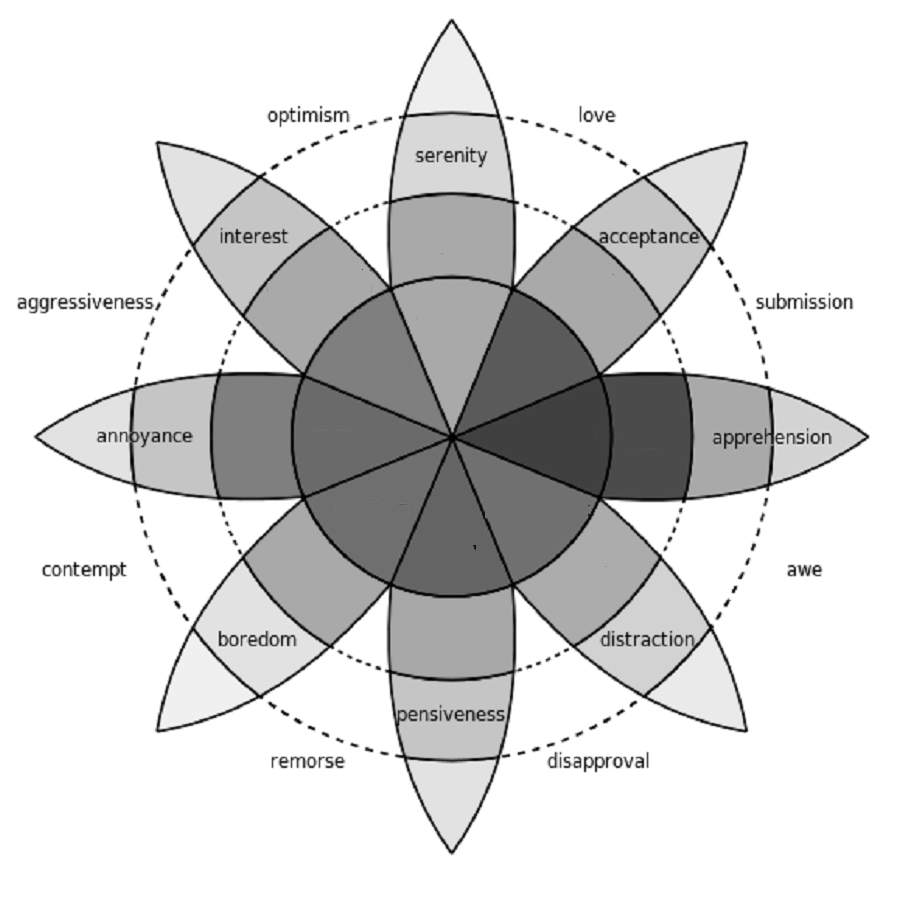 optimism
love
serenity
interest
acceptance
aggressiveness
submission
annoyance
apprehension
contempt
awe
boredom
distraction
pensiveness
remorse
disapproval